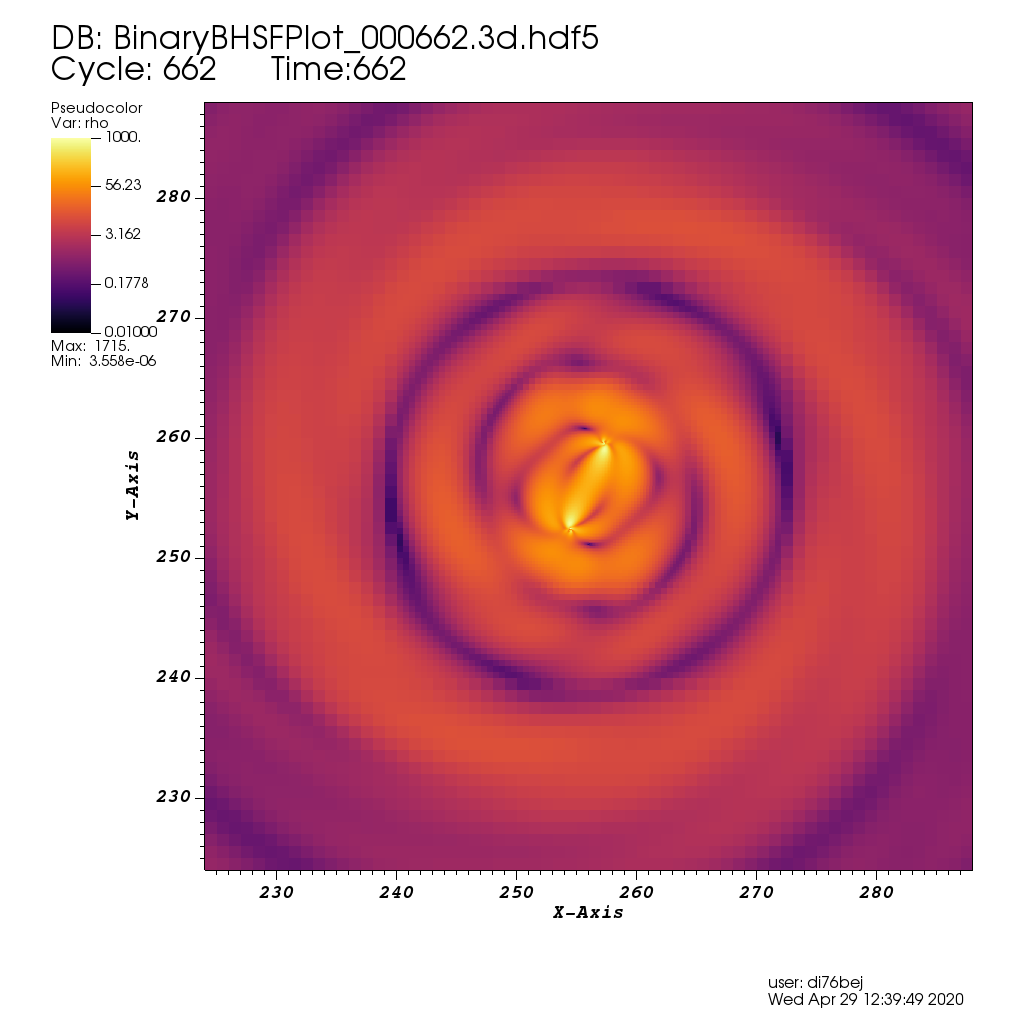 DB: BinaryBHSFPlot_000662.3d.hdf5
Cycle: 662 Time:662
Pseudocolor
Var: rho
1000.
56.23
3.162
0.1778
0.01000
Max: 1715.
Min: 3.558e-06
280
270
260
250
240
230
Y-Axis
230 240 250 260 270 280
X-Axis
user: di76bej
Wed Apr 29 12:39:49 2020